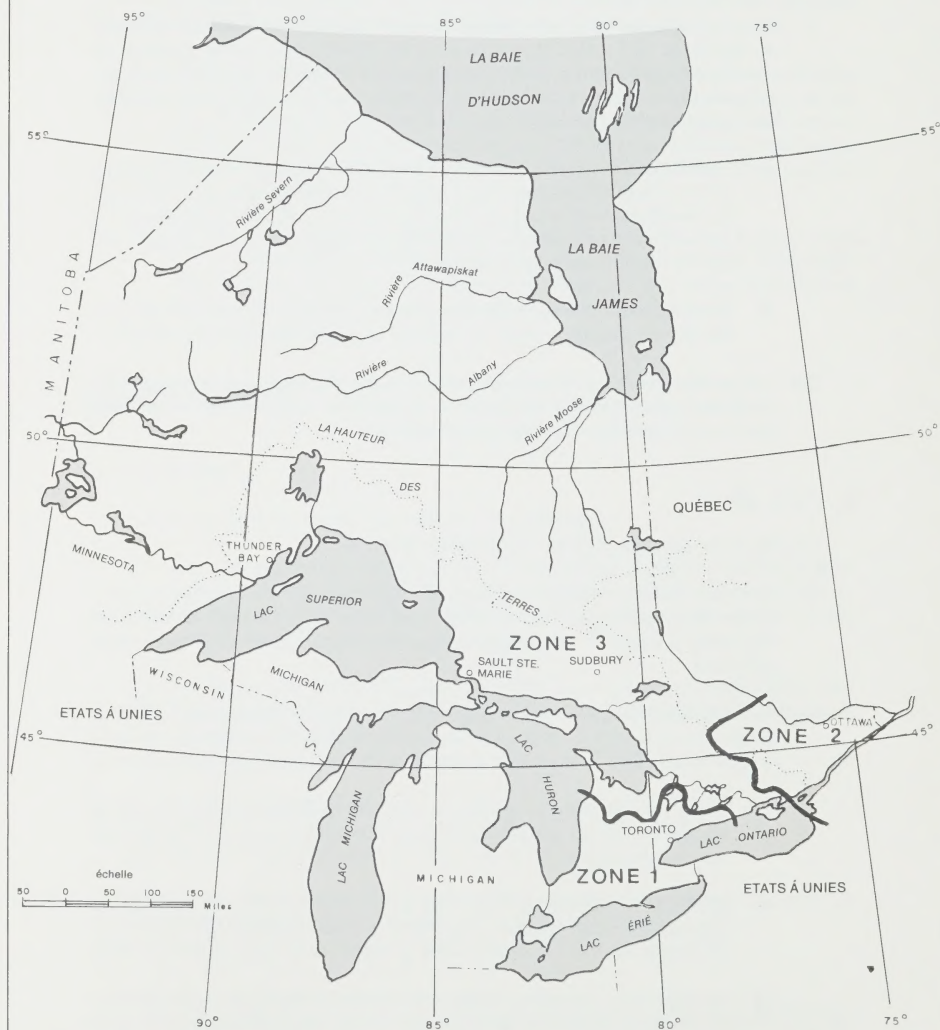 95°
90°
85°
80°
75°
LA BAIE
D'HUDSON
55°
55°
Rivière Severn
LA BAIE
JAMES
Rivière Attawapiskat
MANITOBA
Rivière Albany
Rivière Moose
50°
50°
LA HAUTEUR
DES
TERRES
QUÉBEC
MINNESOTA
THUNDER
BAY
LAC SUPERIOR
ZONE 3
SAULT STE.
MARIE
SUDBURY
WISCONSIN
MICHIGAN
ETATS Á UNIES
45°
45°
OTTAWA
ZONE 2
LAC HURON
LAC MICHIGAN
TORONTO
LAC ONTARIO
MICHIGAN
ZONE 1
ETATS Á UNIES
échelle
50 0 50 100 150
Miles
LAC ÉRIÉ
90°
85°
80°
75°